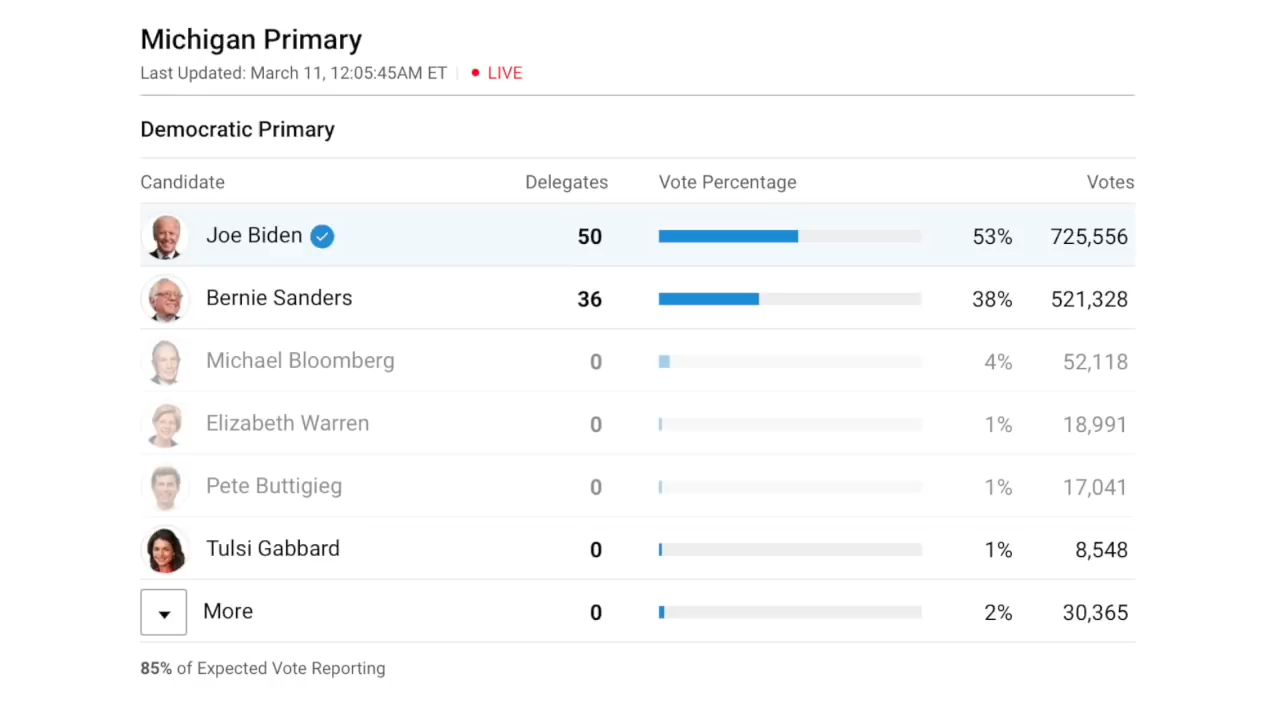 Michigan Primary
Last Updated: March 11, 12:05:45AM ET | • LIVE
Democratic Primary
Candidate Delegates Vote Percentage Votes
Joe Biden 50 53% 725,556
Bernie Sanders 36 38% 521,328
Michael Bloomberg 0 4% 52,118
Elizabeth Warren 0 1% 18,991
Pete Buttigieg 0 1% 17,041
Tulsi Gabbard 0 1% 8,548
More 0 2% 30,365
85% of Expected Vote Reporting